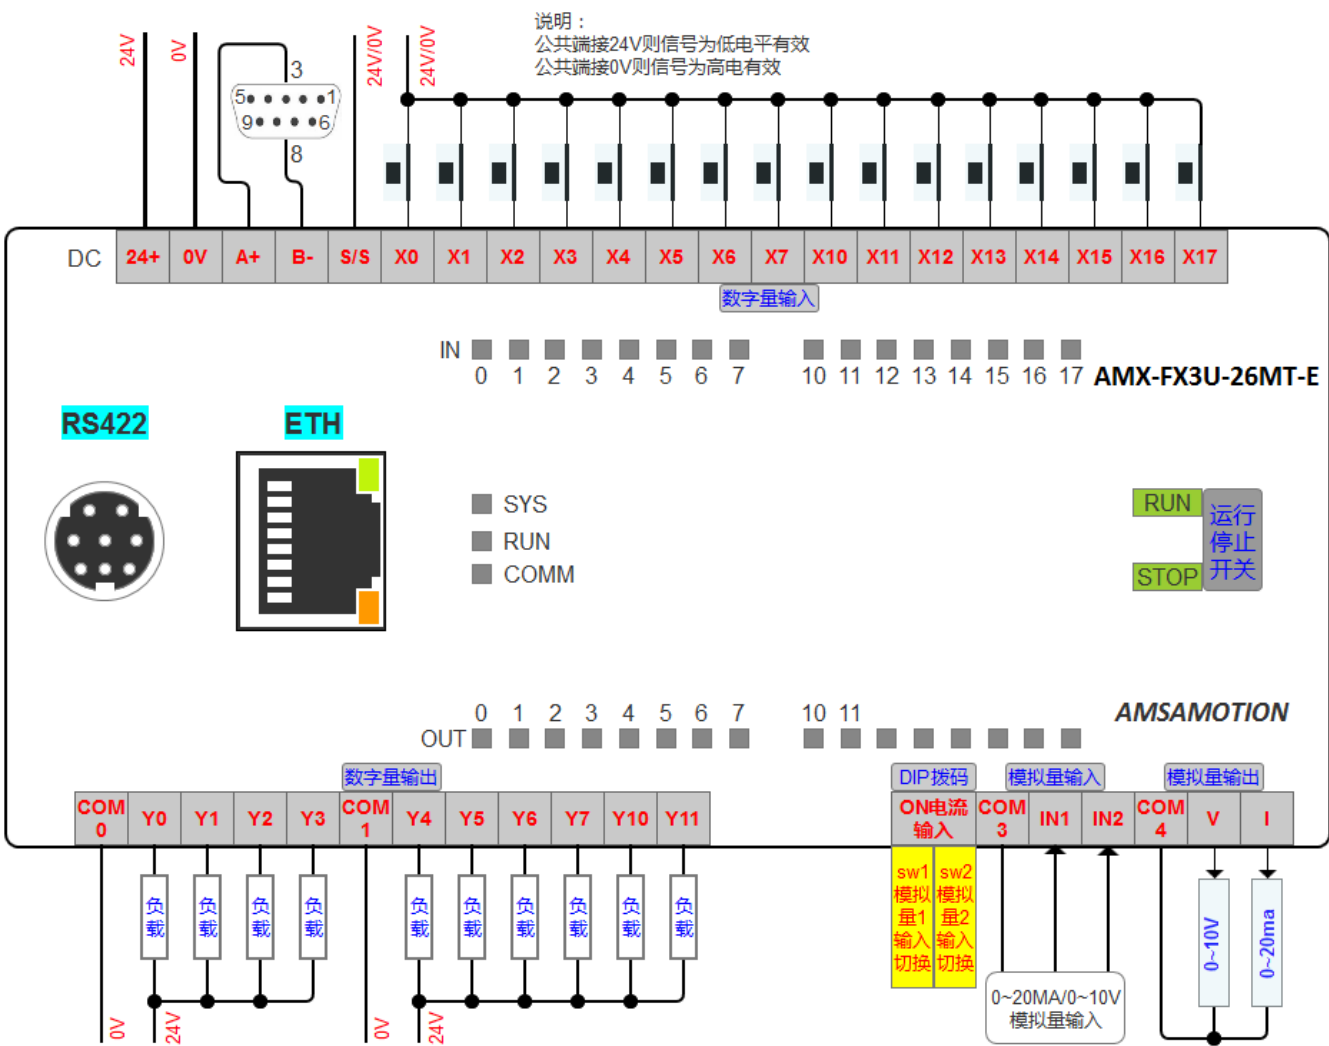 说明：
公共端接24V则信号为低电平有效
公共端接0V则信号为高电有效
24V
0V
3
5 1
9 6
8
24V/0V
24V/0V
DC 24+ 0V A+ B- S/S X0 X1 X2 X3 X4 X5 X6 X7 X10 X11 X12 X13 X14 X15 X16 X17
数字量输入
IN
0 1 2 3 4 5 6 7 10 11 12 13 14 15 16 17 AMX-FX3U-26MT-E
RS422 ETH
SYS
RUN
COMM
RUN
STOP
运行
停止
开关
0 1 2 3 4 5 6 7 10 11
OUT
AMSAMOTION
数字量输出 DIP拨码 模拟量输入 模拟量输出
COM 0 Y0 Y1 Y2 Y3 COM 1 Y4 Y5 Y6 Y7 Y10 Y11
ON电流
输入
COM 3 IN1 IN2 COM 4 V I
负载 负载 负载 负载 负载 负载 负载 负载 负载 负载
sw1
模拟
量1
输入
切换
sw2
模拟
量2
输入
切换
0~10V
0~20ma
0~20MA/0~10V
模拟量输入
0V 24V 0V 24V